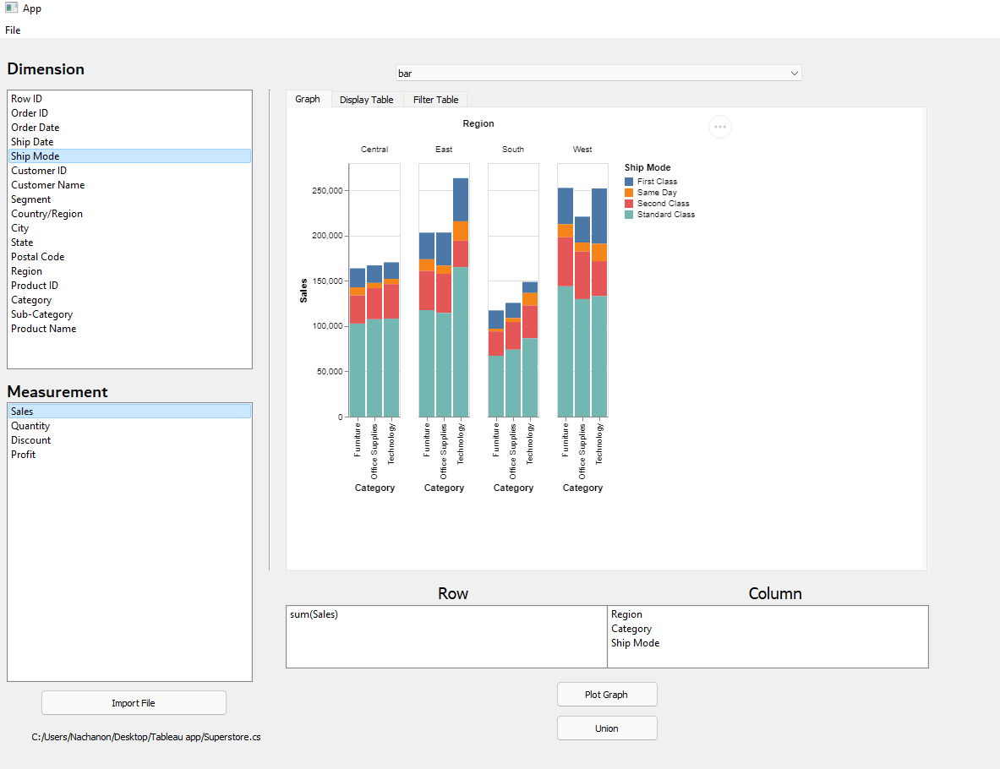 App
File
Dimension
Row ID
Order ID
Order Date
Ship Date
Ship Mode
Customer ID
Customer Name
Segment
Country/Region
City
State
Postal Code
Region
Product ID
Category
Sub-Category
Product Name
Measurement
Sales
Quantity
Discount
Profit
Import File
C:/Users/Nachanon/Desktop/Tableau app/Superstore.cs
bar
Graph Display Table Filter Table
Region
Central East South West
Ship Mode
First Class
Same Day
Second Class
Standard Class
Sales
250,000
200,000
150,000
100,000
50,000
0
Furniture Office Supplies Technology Furniture Office Supplies Technology Furniture Office Supplies Technology Furniture Office Supplies Technology
Category Category Category Category
Row Column
sum(Sales)
Region
Category
Ship Mode
Plot Graph
Union